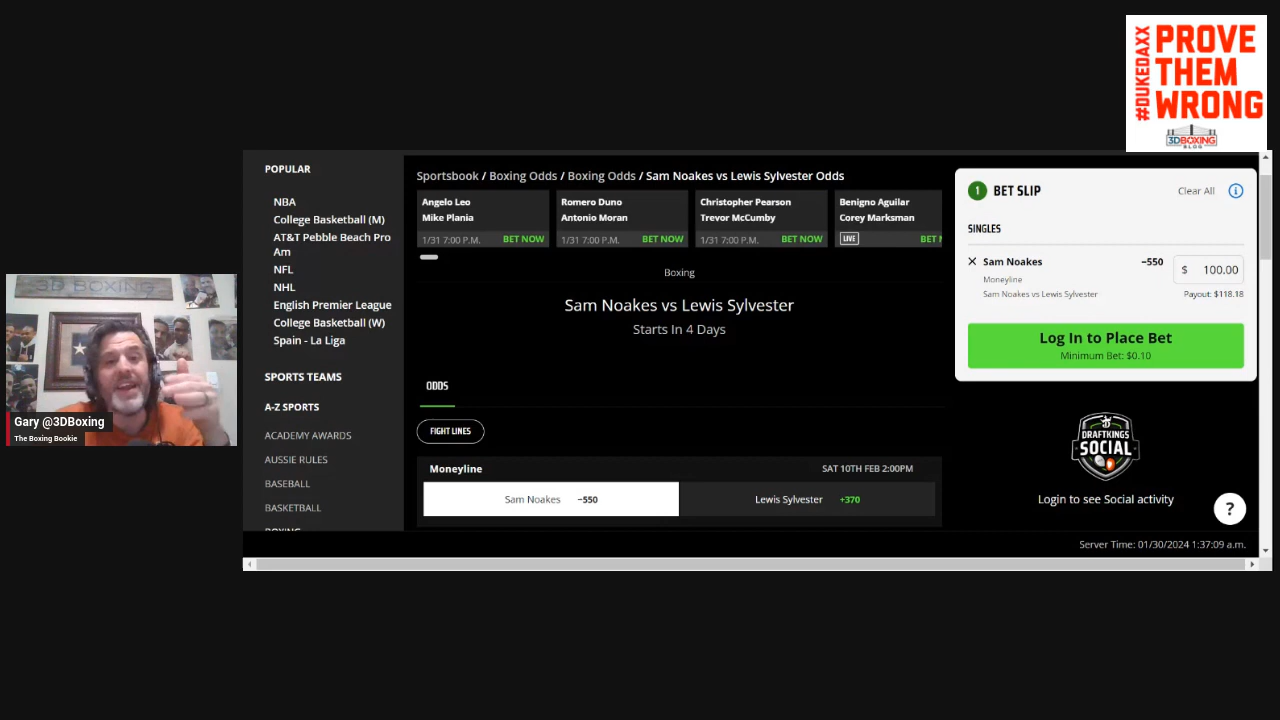 #DUKEDAXX
PROVE
THEM
WRONG
3DBOXING
BLOG
3D BOXING
Gary @3DBoxing
The Boxing Bookie
POPULAR
NBA
College Basketball (M)
AT&T Pebble Beach Pro
Am
NFL
NHL
English Premier League
College Basketball (W)
Spain - La Liga
SPORTS TEAMS
A-Z SPORTS
ACADEMY AWARDS
AUSSIE RULES
BASEBALL
BASKETBALL
BOXING
Sportsbook / Boxing Odds / Boxing Odds / Sam Noakes vs Lewis Sylvester Odds
Angelo Leo
Mike Plania
1/31 7:00 P.M. BET NOW
Romero Duno
Antonio Moran
1/31 7:00 P.M. BET NOW
Christopher Pearson
Trevor McCumby
1/31 7:00 P.M. BET NOW
Benigno Aguilar
Corey Marksman
LIVE BET N
Boxing
Sam Noakes vs Lewis Sylvester
Starts In 4 Days
ODDS
FIGHT LINES
Moneyline SAT 10TH FEB 2:00PM
Sam Noakes −550 Lewis Sylvester +370
1 BET SLIP Clear All
SINGLES
Sam Noakes −550 $ 100.00
Moneyline
Sam Noakes vs Lewis Sylvester Payout: $118.18
Log In to Place Bet
Minimum Bet: $0.10
DRAFTKINGS
SOCIAL
Login to see Social activity
?
Server Time: 01/30/2024 1:37:09 a.m.